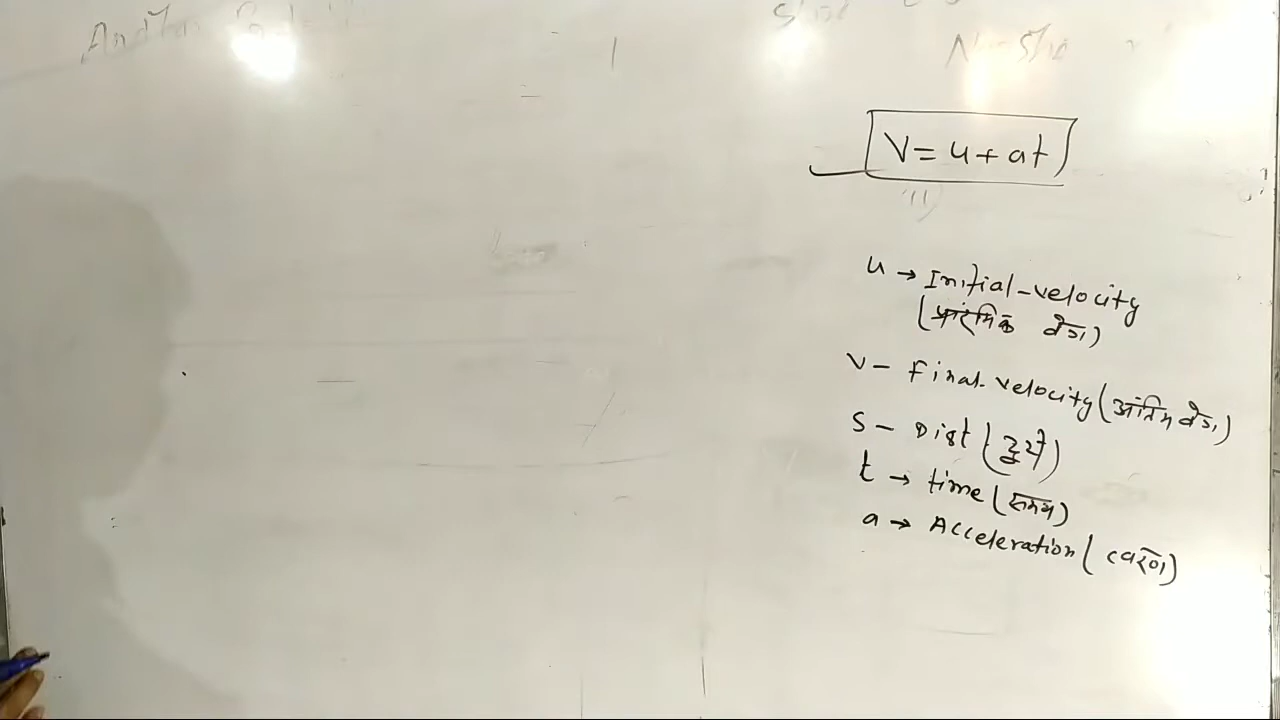 V = u + at
u → Initial-velocity
(प्रारंभिक वेग)
v – Final-velocity (अंतिम वेग)
S – Dist (दुरी)
t → time (समय)
a → Acceleration (त्वरण)